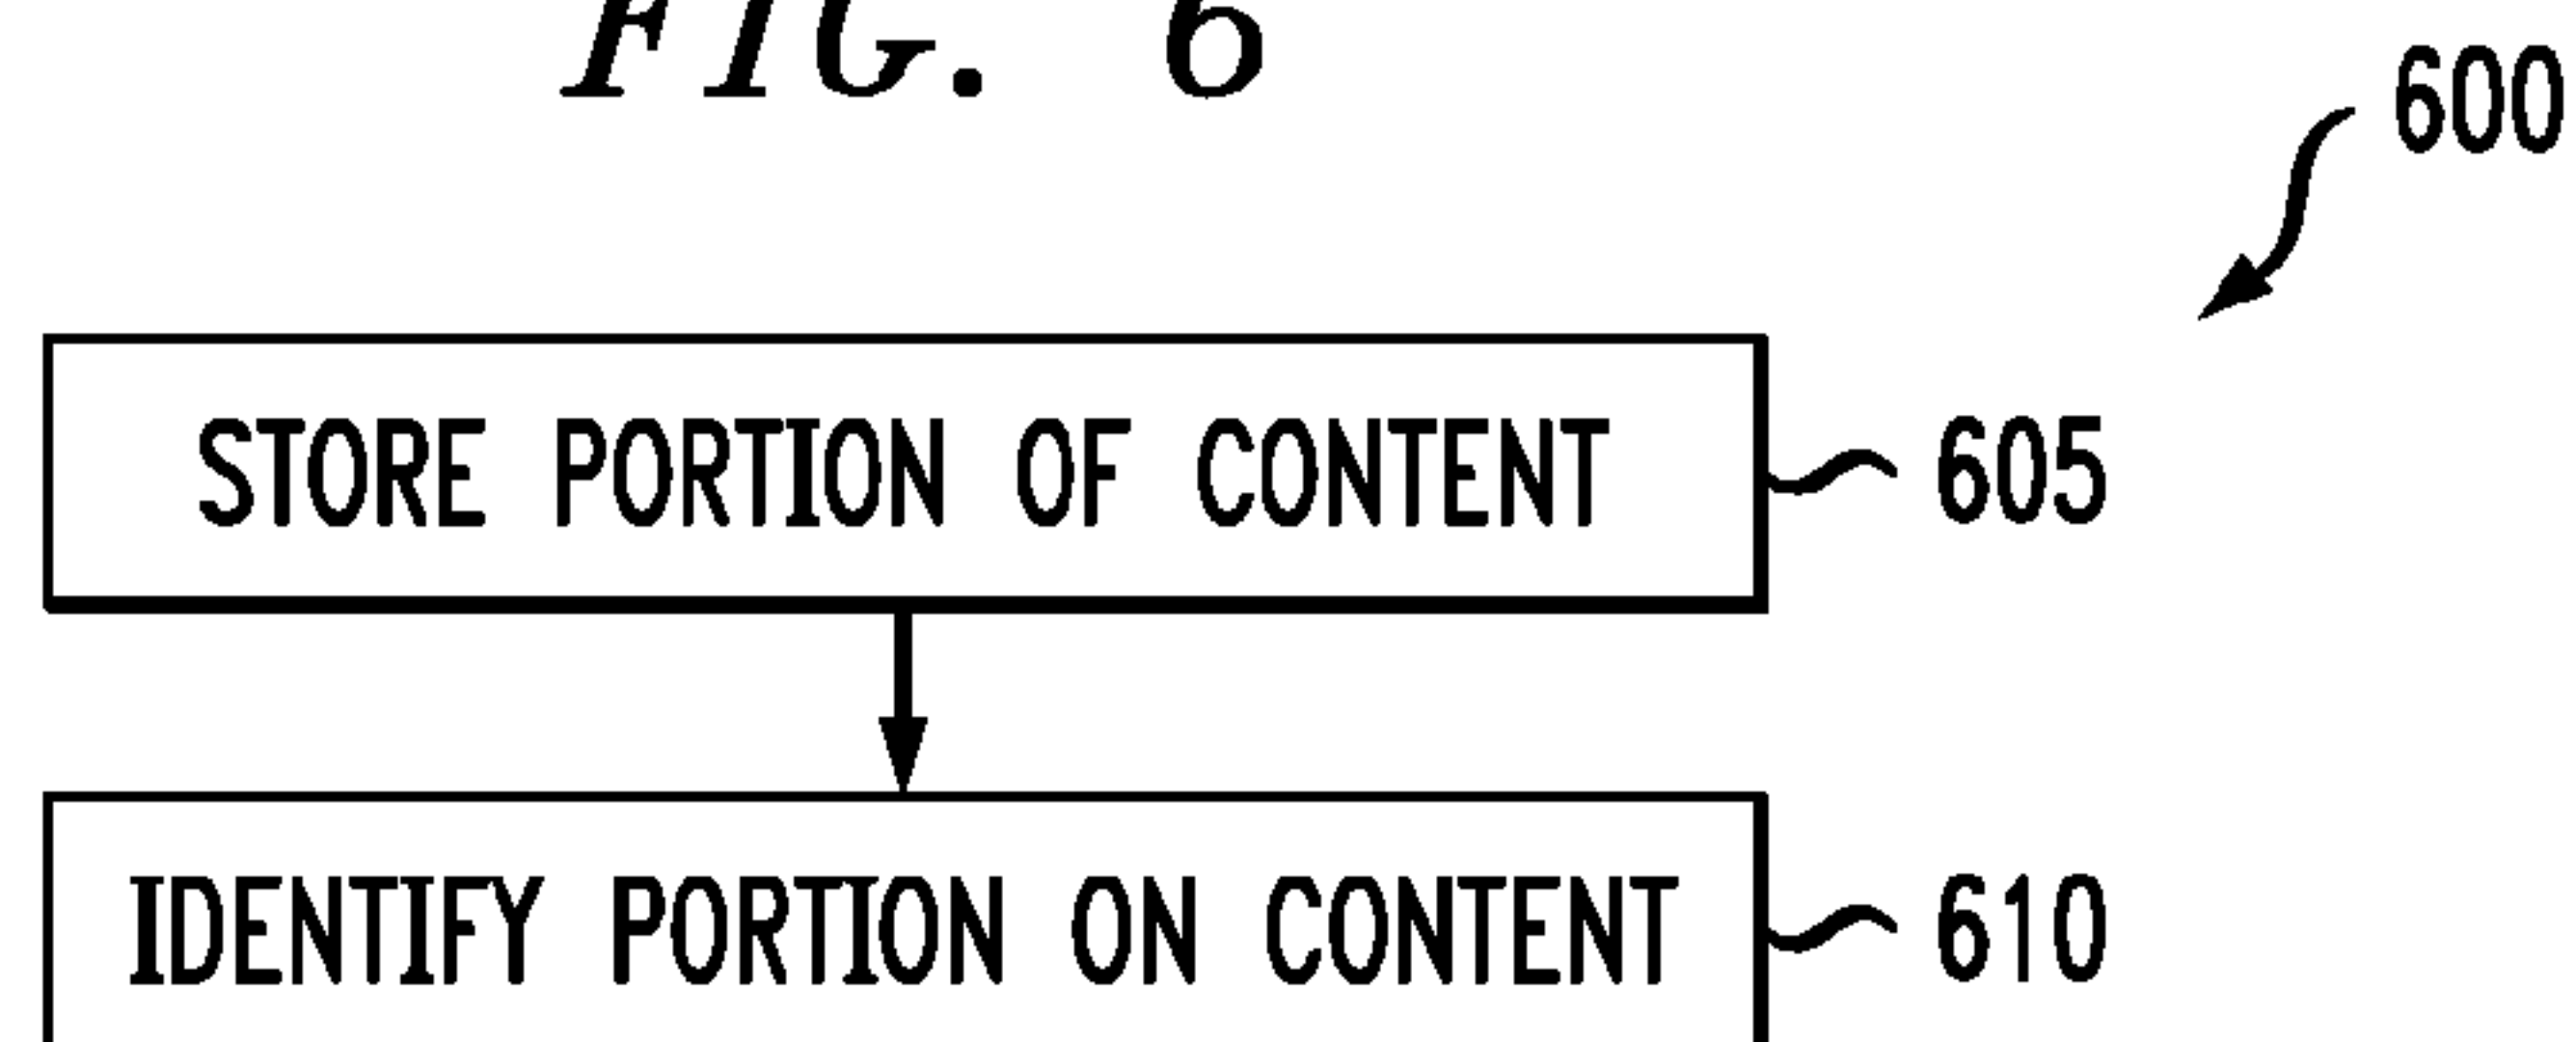 FIG. 6
600
STORE PORTION OF CONTENT 605
IDENTIFY PORTION ON CONTENT 610